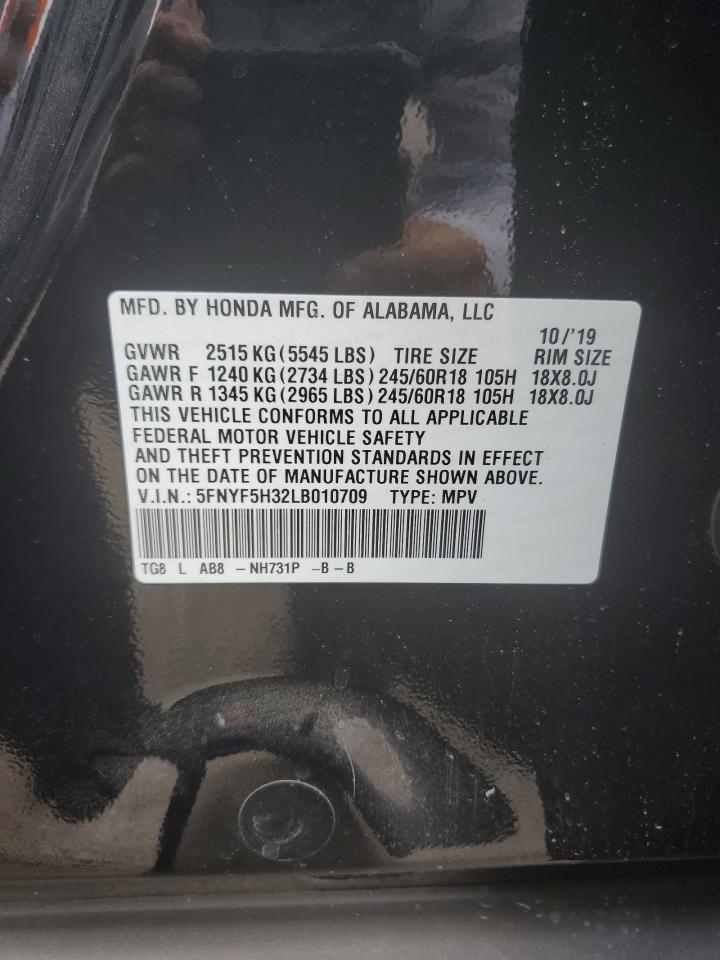 MFD. BY HONDA MFG. OF ALABAMA, LLC
10/'19
GVWR 2515 KG (5545 LBS) TIRE SIZE RIM SIZE
GAWR F 1240 KG (2734 LBS) 245/60R18 105H 18X8.0J
GAWR R 1345 KG (2965 LBS) 245/60R18 105H 18X8.0J
THIS VEHICLE CONFORMS TO ALL APPLICABLE
FEDERAL MOTOR VEHICLE SAFETY
AND THEFT PREVENTION STANDARDS IN EFFECT
ON THE DATE OF MANUFACTURE SHOWN ABOVE.
V.I.N.: 5FNYF5H32LB010709 TYPE: MPV
TG8 L AB8 - NH731P - B - B